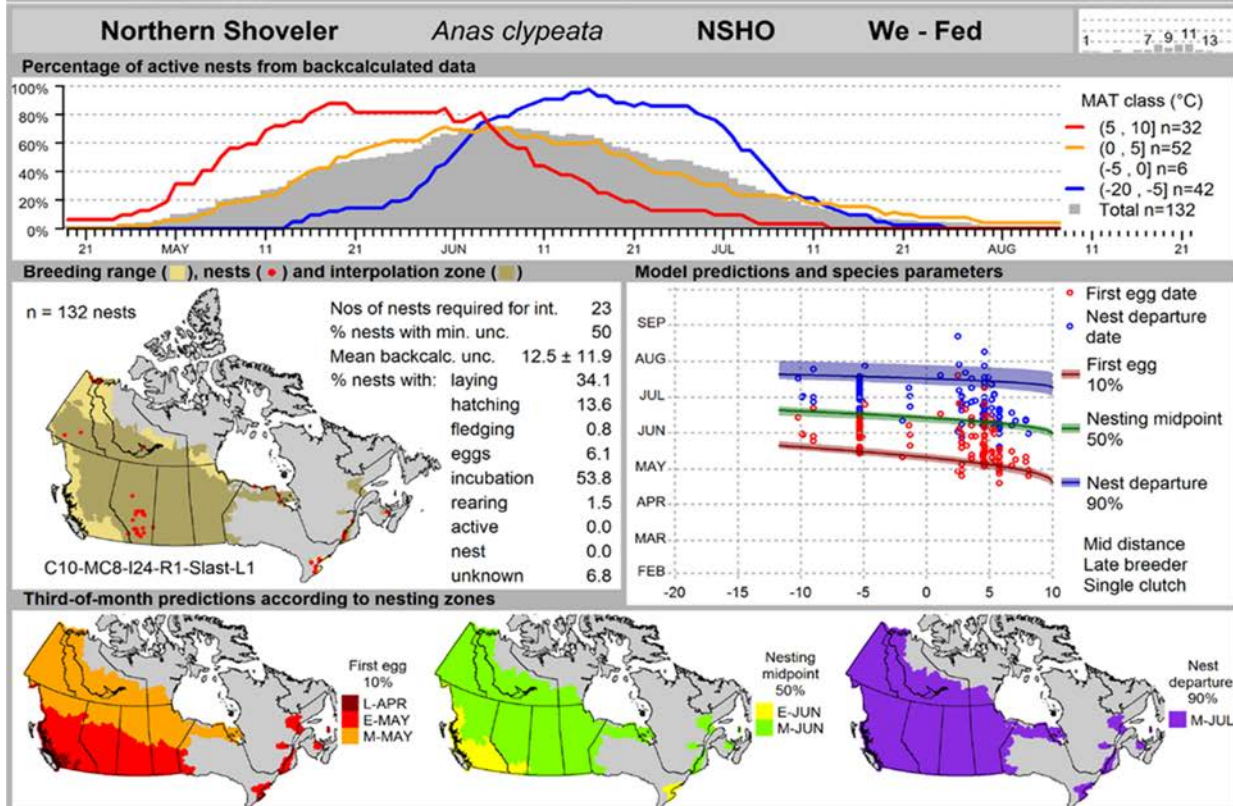 Northern Shoveler Anas clypeata NSHO We - Fed
1 7 9 11 13
Percentage of active nests from backcalculated data
100%
80%
60%
40%
20%
0%
21 MAY 11 21 JUN 11 21 JUL 11 21 AUG 11 21
MAT class (°C)
(5 , 10] n=32
(0 , 5] n=52
(-5 , 0] n=6
(-20 , -5] n=42
Total n=132
Breeding range ( ), nests ( ) and interpolation zone ( )
n = 132 nests
Nos of nests required for int. 23
% nests with min. unc. 50
Mean backcalc. unc. 12.5 ± 11.9
% nests with: laying 34.1
hatching 13.6
fledging 0.8
eggs 6.1
incubation 53.8
rearing 1.5
active 0.0
nest 0.0
unknown 6.8
C10-MC8-I24-R1-Slast-L1
Model predictions and species parameters
SEP
AUG
JUL
JUN
MAY
APR
MAR
FEB
-20 -15 -10 -5 0 5 10
First egg date
Nest departure
date
First egg
10%
Nesting midpoint
50%
Nest departure
90%
Mid distance
Late breeder
Single clutch
Third-of-month predictions according to nesting zones
First egg
10%
L-APR
E-MAY
M-MAY
Nesting
midpoint
50%
E-JUN
M-JUN
Nest
departure
90%
M-JUL